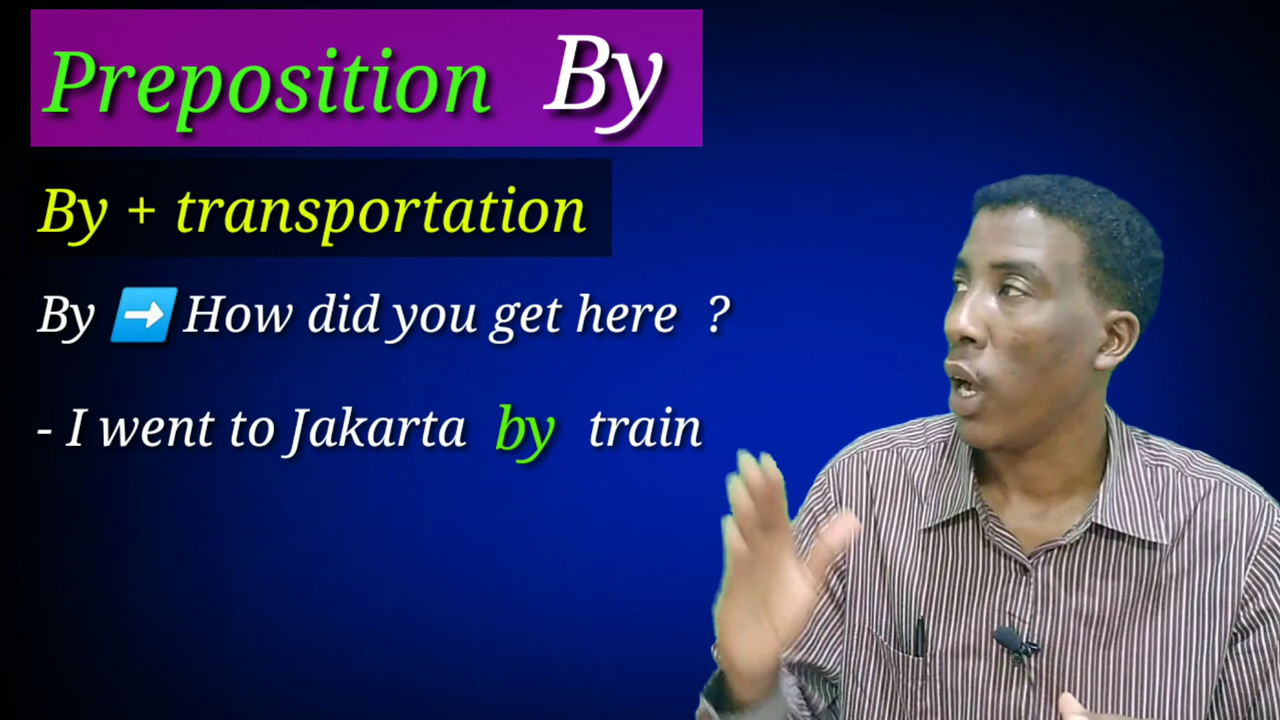 Preposition By
By + transportation
By ➡️ How did you get here ?
- I went to Jakarta by train